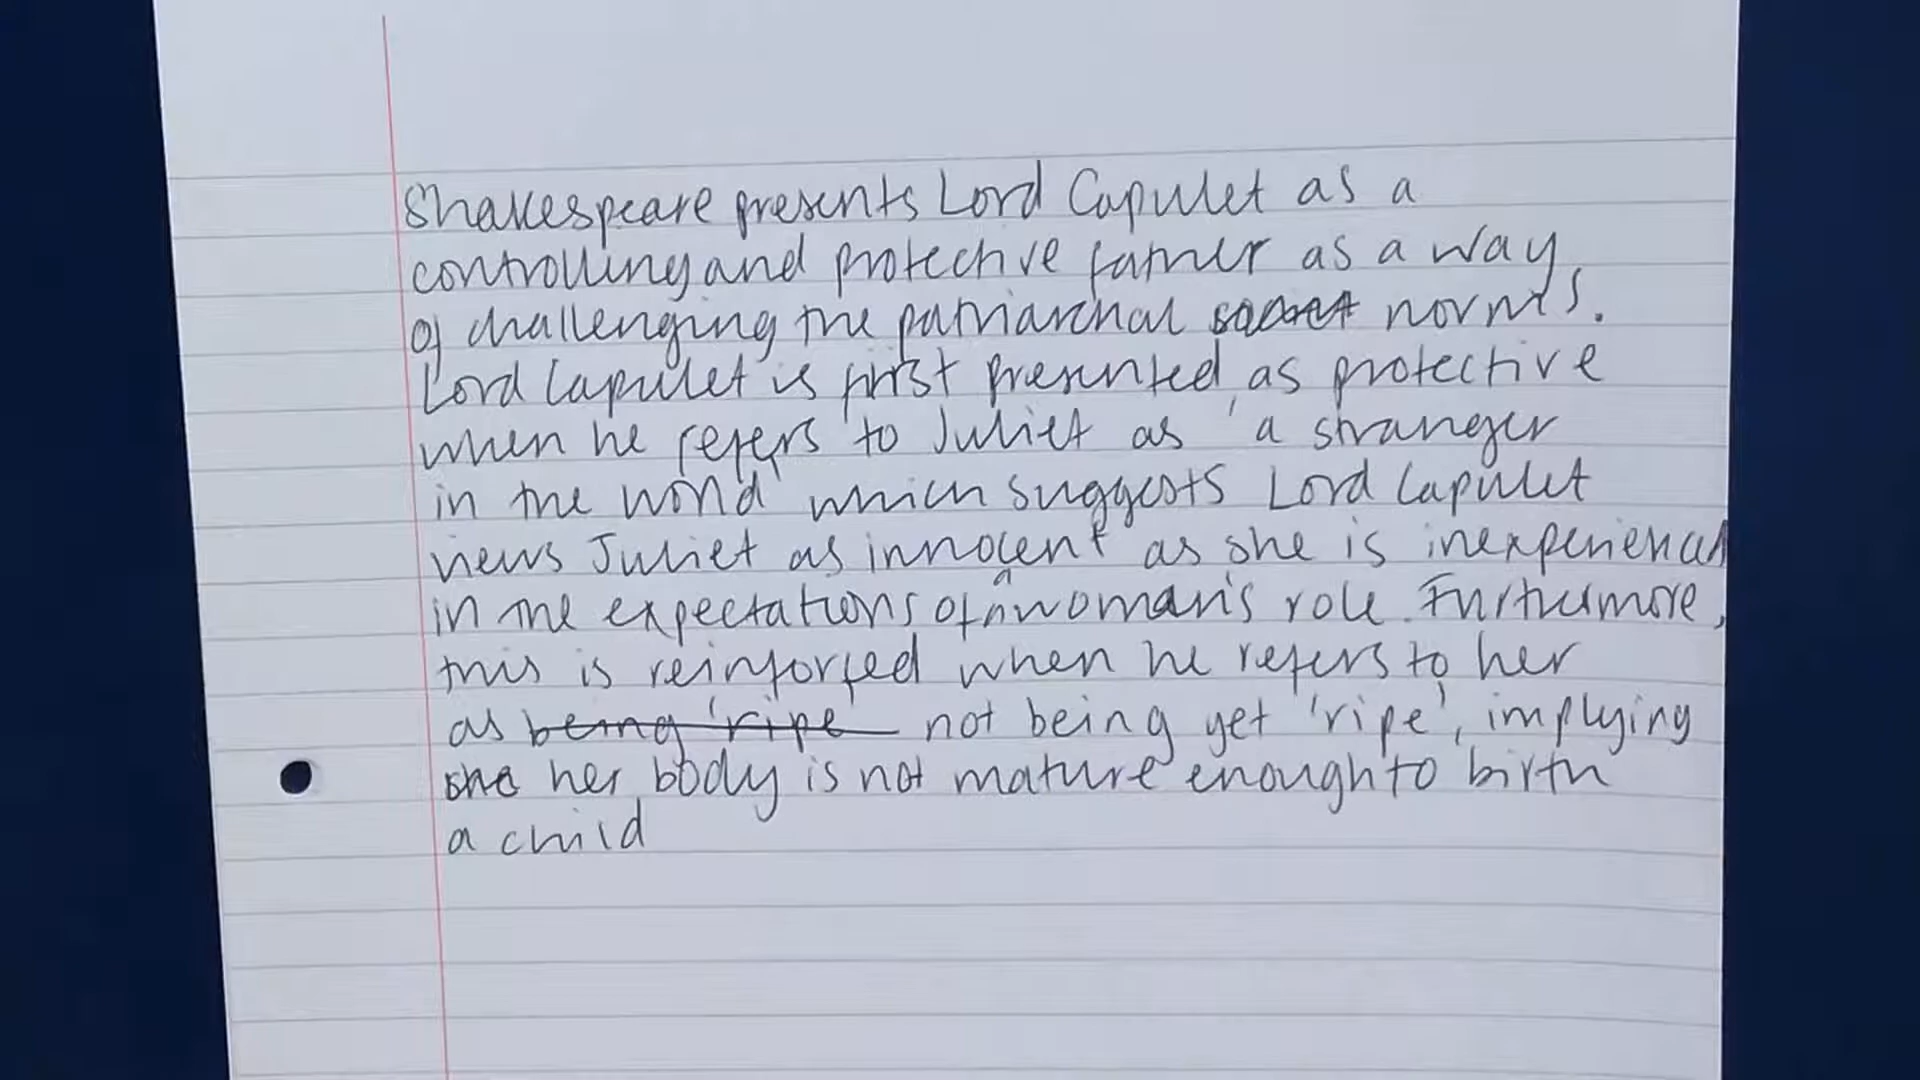 Shakespeare presents Lord Capulet as a
controlling and protective father as a way
of challenging the patriarchal norms.
Lord Capulet is first presented as protective
when he refers to Juliet as 'a stranger
in the world' which suggests Lord Capulet
views Juliet as innocent as she is inexperienced
in the expectations of a woman's role. Furthermore,
this is reinforced when he refers to her
as being 'ripe' not being yet 'ripe', implying
she her body is not mature enough to birth
a child